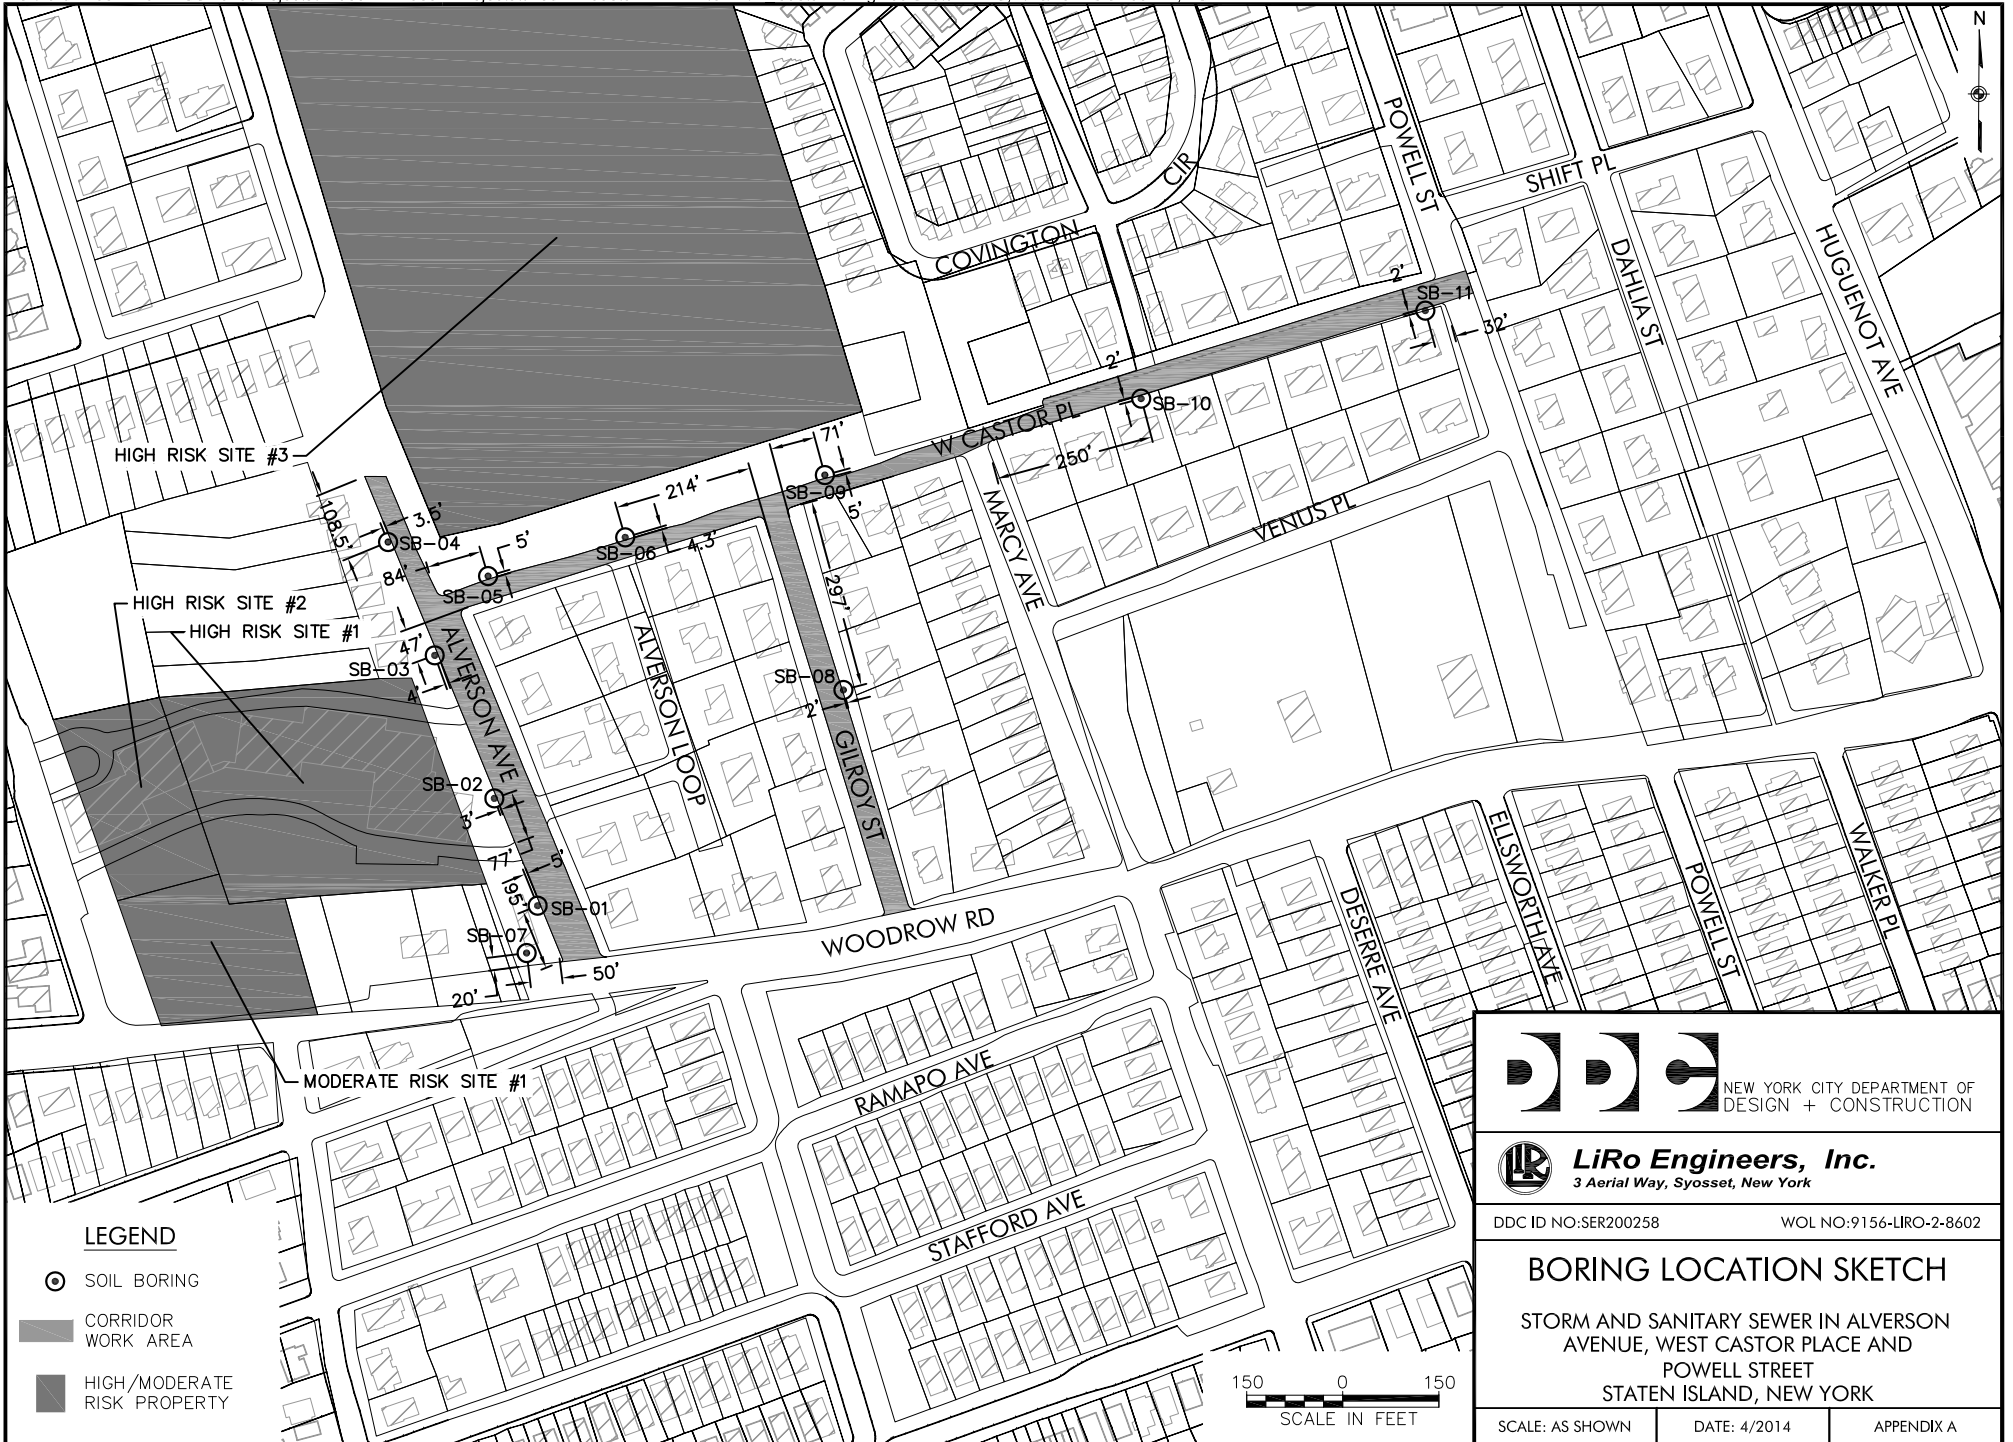 N
POWELL ST
SHIFT PL
CIR
COVINGTON
DAHLIA ST
HUGUENOT AVE
2'
SB-11
32'
2'
SB-10
W CASTOR PL
250'
71'
HIGH RISK SITE #3
214'
SB-09
5'
MARCY AVE
VENUS PL
108.5'
3.5'
SB-04
5'
SB-06
4.3'
84'
SB-05
297'
HIGH RISK SITE #2
HIGH RISK SITE #1
47'
SB-03
4'
ALVERSON AVE
ALVERSON LOOP
SB-08
2'
GILROY ST
SB-02
3'
77'
5'
95'
SB-01
SB-07
50'
20'
WOODROW RD
ELLSWORTH AVE
WALKER PL
DESERRE AVE
POWELL ST
MODERATE RISK SITE #1
RAMAPO AVE
STAFFORD AVE
LEGEND
SOIL BORING
CORRIDOR
WORK AREA
HIGH/MODERATE
RISK PROPERTY
150 0 150
SCALE IN FEET
DDC
NEW YORK CITY DEPARTMENT OF
DESIGN + CONSTRUCTION
LiRo Engineers, Inc.
3 Aerial Way, Syosset, New York
DDC ID NO:SER200258 WOL NO:9156-LIRO-2-8602
BORING LOCATION SKETCH
STORM AND SANITARY SEWER IN ALVERSON
AVENUE, WEST CASTOR PLACE AND
POWELL STREET
STATEN ISLAND, NEW YORK
SCALE: AS SHOWN DATE: 4/2014 APPENDIX A